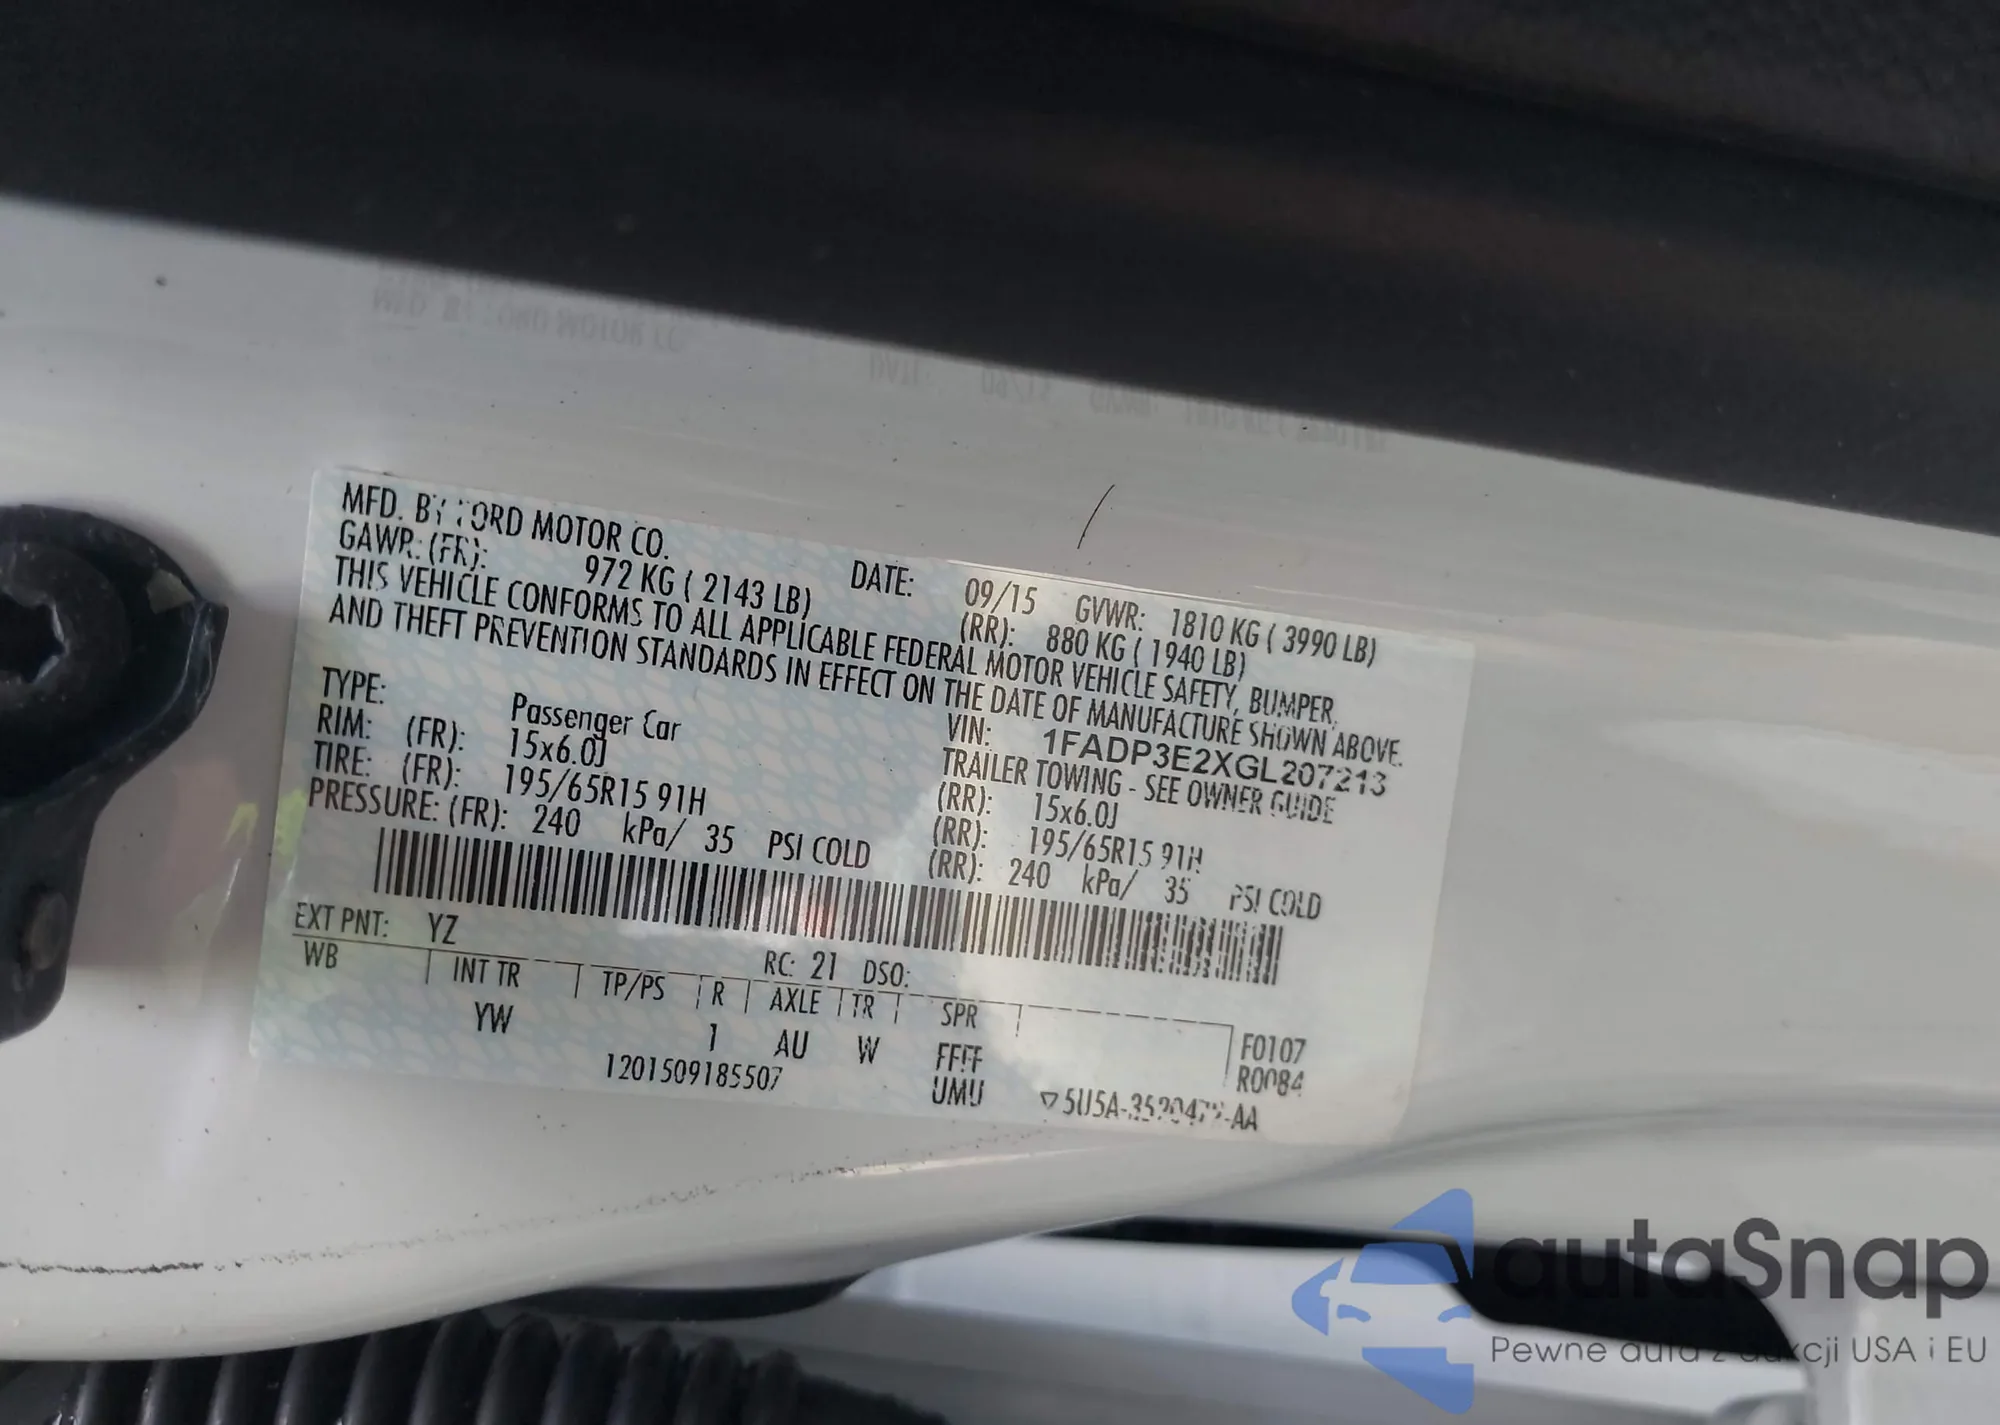 MFD. BY FORD MOTOR CO.
DATE: 09/15 GVWR: 1810 KG ( 3990 LB)
GAWR: (FR): 972 KG ( 2143 LB) (RR): 880 KG ( 1940 LB)
THIS VEHICLE CONFORMS TO ALL APPLICABLE FEDERAL MOTOR VEHICLE SAFETY, BUMPER,
AND THEFT PREVENTION STANDARDS IN EFFECT ON THE DATE OF MANUFACTURE SHOWN ABOVE.
VIN: 1FADP3E2XGL207213
TYPE: Passenger Car TRAILER TOWING - SEE OWNER GUIDE
RIM: (FR): 15x6.0J (RR): 15x6.0J
TIRE: (FR): 195/65R15 91H (RR): 195/65R15 91H
PRESSURE: (FR): 240 kPa/ 35 PSI COLD (RR): 240 kPa/ 35 PSI COLD
EXT PNT: YZ RC: 21 DSO:
WB INT TR TP/PS R AXLE TR SPR
YW 1 AU W FFFF F0107
UMU R0084
1201509185507
autaSnap
Pewne auta z aukcji USA i EU